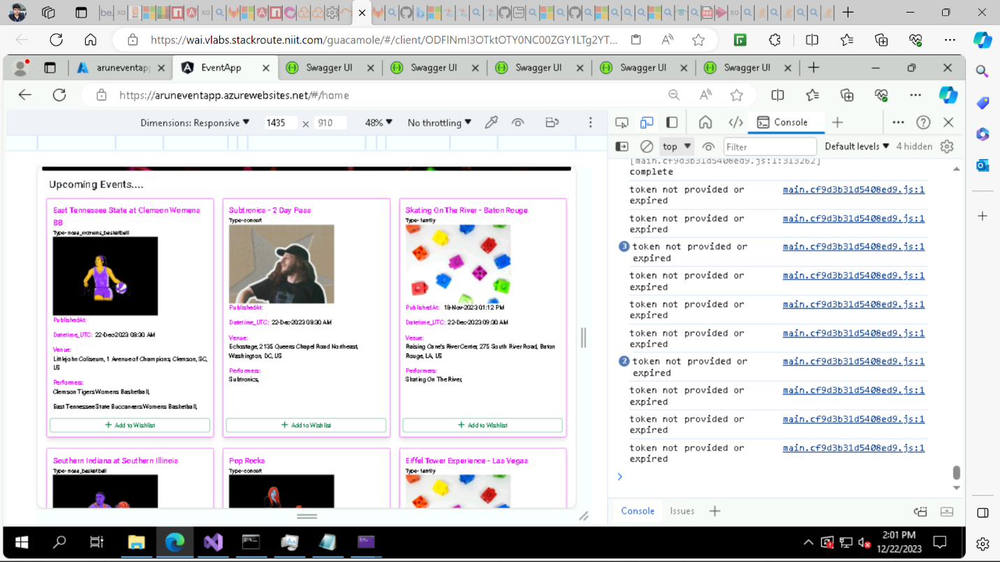 https://wai.vlabs.stackroute.niit.com/guacamole/#/client/ODFlNmI3OTktOTY0NC00ZGY1LTg2YT...
aruneventapp
EventApp
Swagger UI
Swagger UI
Swagger UI
Swagger UI
Swagger UI
https://aruneventapp.azurewebsites.net/#/home
Dimensions: Responsive
1435
×
910
48%
No throttling
Console
top
Filter
Default levels
4 hidden
Upcoming Events....
East Tennessee State at Clemson Womens
BB
Type- ncaa_womens_basketball
PublishedAt:
Datetime_UTC: 22-Dec-2023 08:30 AM
Venue:
Littlejohn Coliseum, 1 Avenue of Champions, Clemson, SC,
US
Performers:
Clemson Tigers Womens Basketball,
East Tennessee State Buccaneers Womens Basketball,
+ Add to Wishlist
Subtronics - 2 Day Pass
Type- concert
PublishedAt:
Datetime_UTC: 22-Dec-2023 08:30 AM
Venue:
Echostage, 2135 Queens Chapel Road Northeast,
Washington, DC, US
Performers:
Subtronics,
+ Add to Wishlist
Skating On The River - Baton Rouge
Type- family
PublishedAt: 18-Nov-2023 01:12 PM
Datetime_UTC: 22-Dec-2023 09:30 AM
Venue:
Raising Cane's River Center, 275 South River Road, Baton
Rouge, LA, US
Performers:
Skating On The River,
+ Add to Wishlist
Southern Indiana at Southern Illinois
Type- ncaa_basketball
Pop Rocks
Type- concert
Eiffel Tower Experience - Las Vegas
Type- family
[main.cf9d3b31d5408ed9.js:1:313262]
complete
token not provided or main.cf9d3b31d5408ed9.js:1
expired
token not provided or main.cf9d3b31d5408ed9.js:1
expired
3 token not provided or main.cf9d3b31d5408ed9.js:1
expired
token not provided or main.cf9d3b31d5408ed9.js:1
expired
token not provided or main.cf9d3b31d5408ed9.js:1
expired
token not provided or main.cf9d3b31d5408ed9.js:1
expired
2 token not provided or main.cf9d3b31d5408ed9.js:1
expired
token not provided or main.cf9d3b31d5408ed9.js:1
expired
token not provided or main.cf9d3b31d5408ed9.js:1
expired
token not provided or main.cf9d3b31d5408ed9.js:1
expired
Console
Issues
2:01 PM
12/22/2023